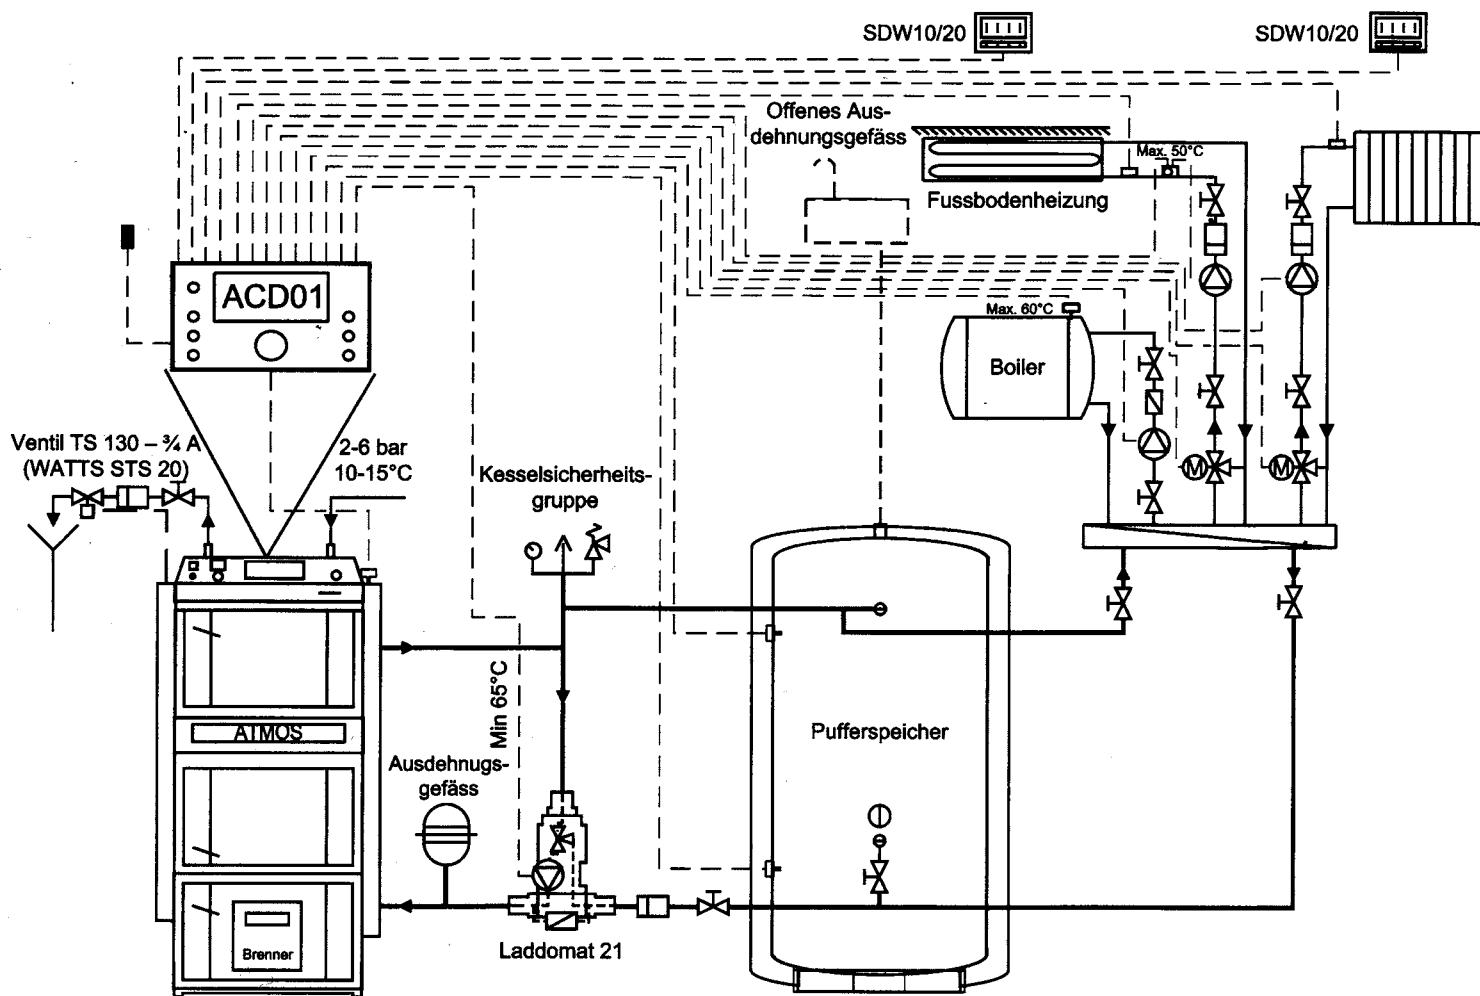 SDW10/20
SDW10/20
Offenes Aus-
dehnungsgefäss
Max. 50°C
Fussbodenheizung
ACD01
Max. 60°C
Boiler
Ventil TS 130 – ¾ A
(WATTS STS 20)
2-6 bar
10-15°C
Kesselsicherheits-
gruppe
M
M
Min 65°C
ATMOS
Pufferspeicher
Ausdehnugs-
gefäss
Brenner
Laddomat 21